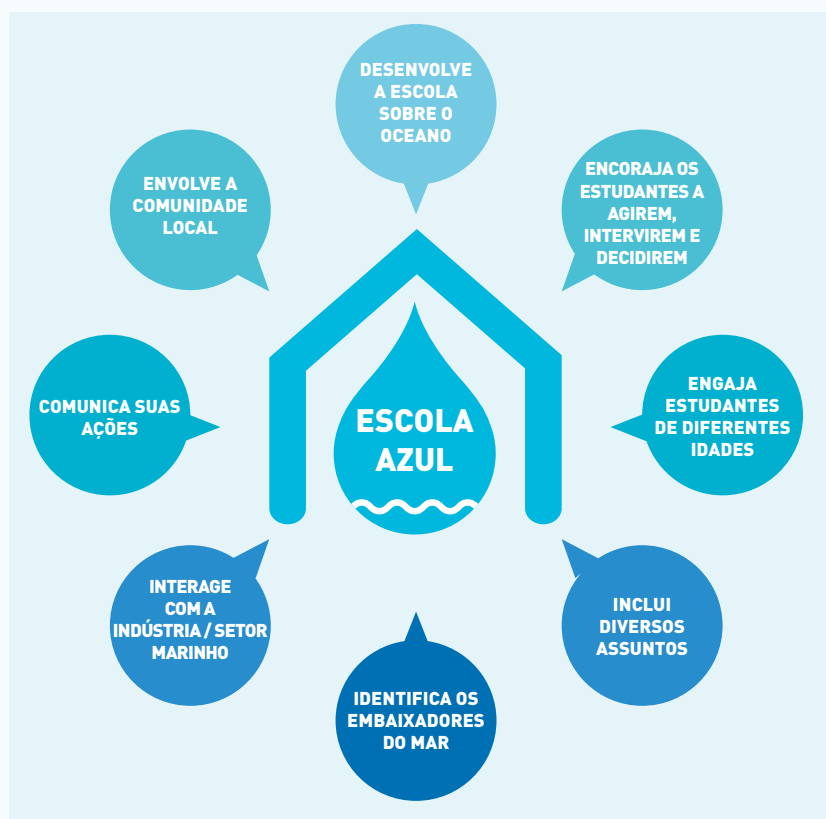 DESENVOLVE
A ESCOLA
SOBRE O
OCEANO
ENVOLVE A
COMUNIDADE
LOCAL
ENCORAJA OS
ESTUDANTES A
AGIREM,
INTERVIREM E
DECIDIREM
COMUNICA SUAS
AÇÕES
ESCOLA
AZUL
ENGAJA
ESTUDANTES
DE DIFERENTES
IDADES
INTERAGE
COM A
INDÚSTRIA / SETOR
MARINHO
INCLUI
DIVERSOS
ASSUNTOS
IDENTIFICA OS
EMBAIXADORES
DO MAR